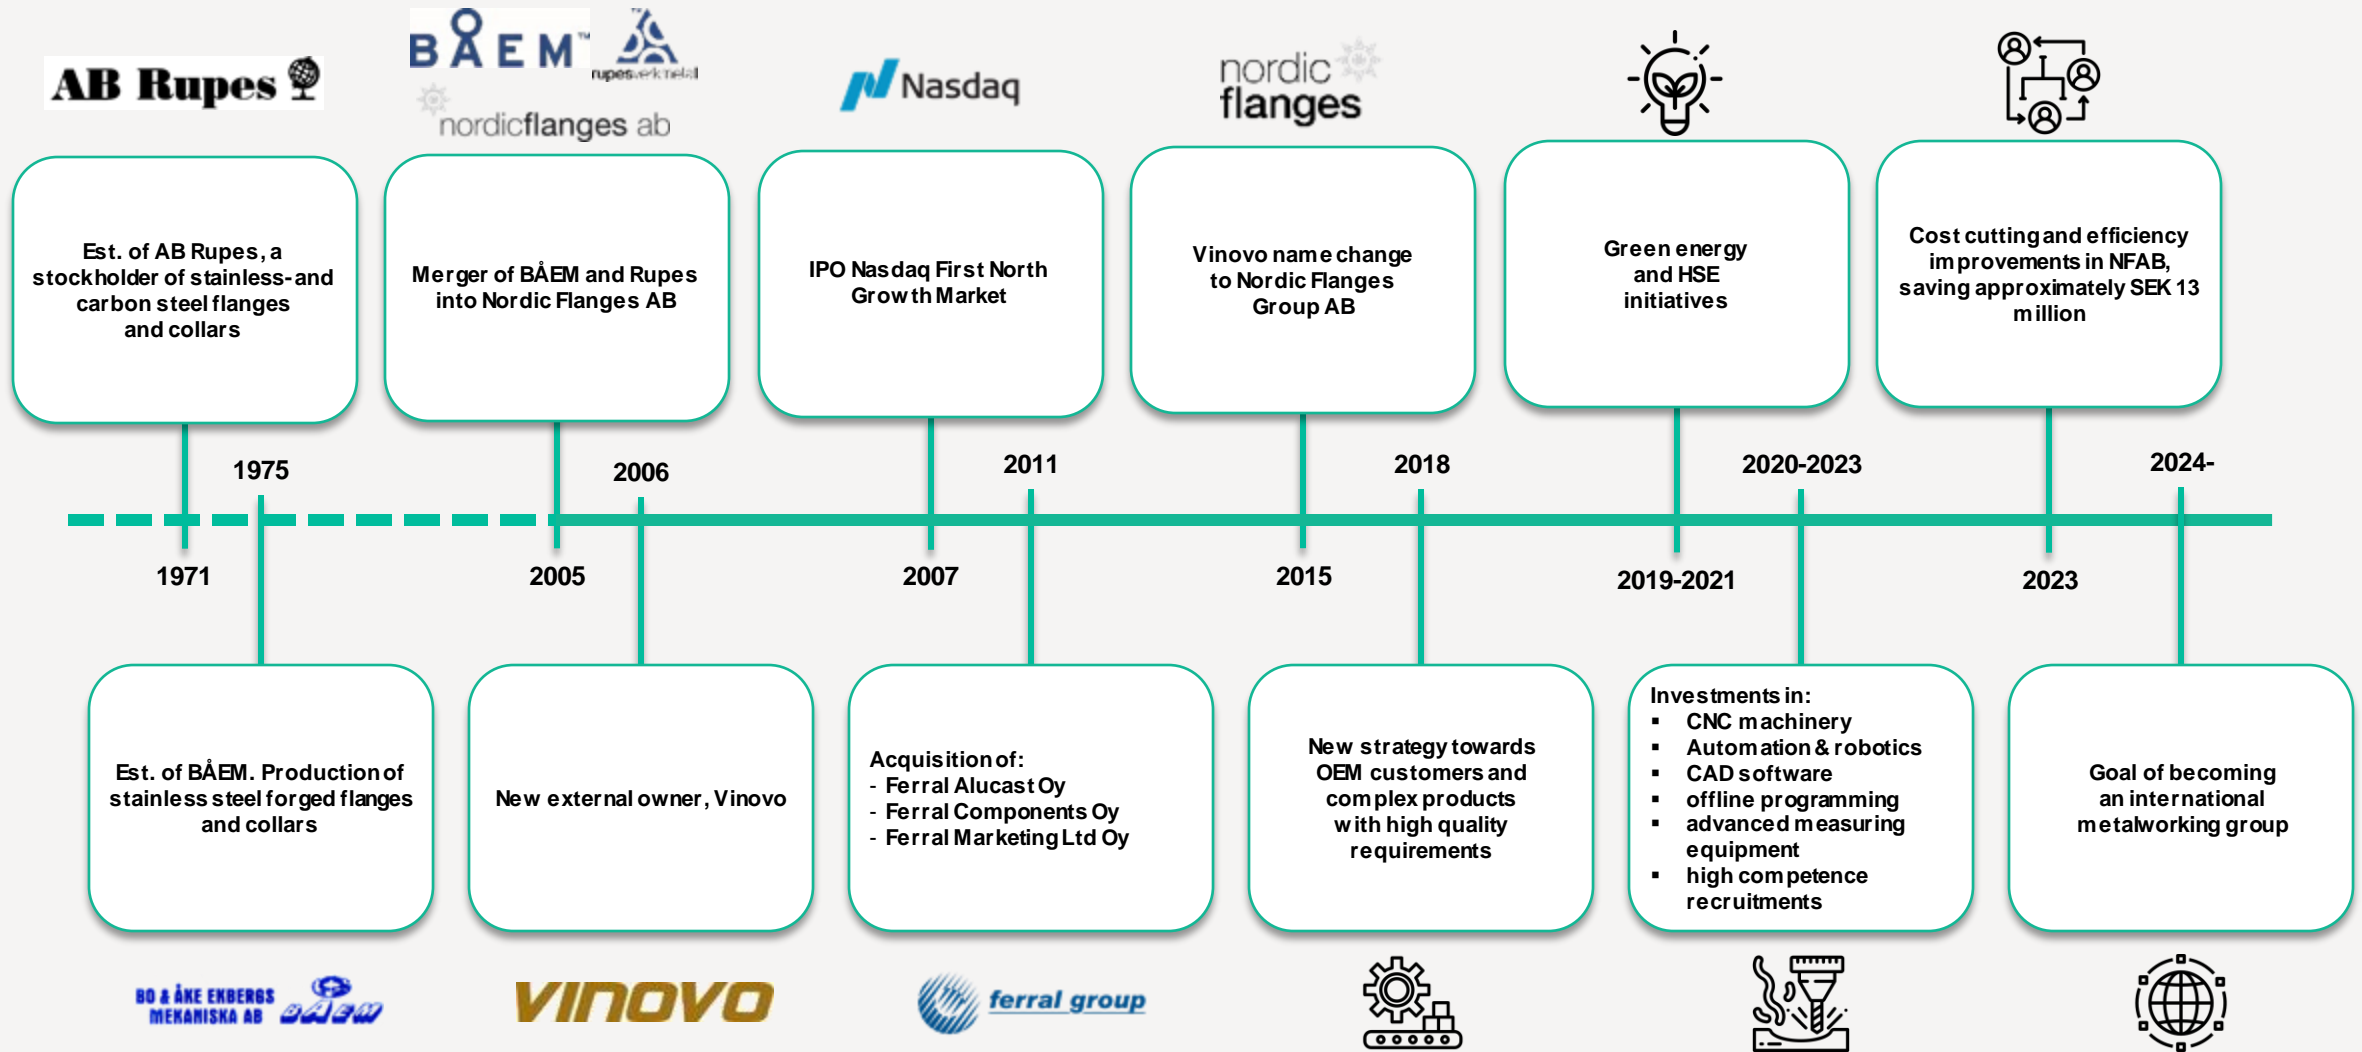 AB Rupes
BÅEM™
rupesverkmetall
nordicflanges ab
Nasdaq
nordic
flanges
Est. of AB Rupes, a
stockholder of stainless- and
carbon steel flanges
and collars
Merger of BÅEM and Rupes
into Nordic Flanges AB
IPO Nasdaq First North
Growth Market
Vinovo name change
to Nordic Flanges
Group AB
Green energy
and HSE
initiatives
Cost cutting and efficiency
improvements in NFAB,
saving approximately SEK 13
million
1975
2006
2011
2018
2020-2023
2024-
1971
2005
2007
2015
2019-2021
2023
Est. of BÅEM. Production of
stainless steel forged flanges
and collars
New external owner, Vinovo
Acquisition of:
- Ferral Alucast Oy
- Ferral Components Oy
- Ferral Marketing Ltd Oy
New strategy towards
OEM customers and
complex products
with high quality
requirements
Investments in:
▪ CNC machinery
▪ Automation & robotics
▪ CAD software
▪ offline programming
▪ advanced measuring
equipment
▪ high competence
recruitments
Goal of becoming
an international
metalworking group
BO & ÅKE EKBERGS
MEKANISKA AB
BÅEM
VINOVO
ferral group